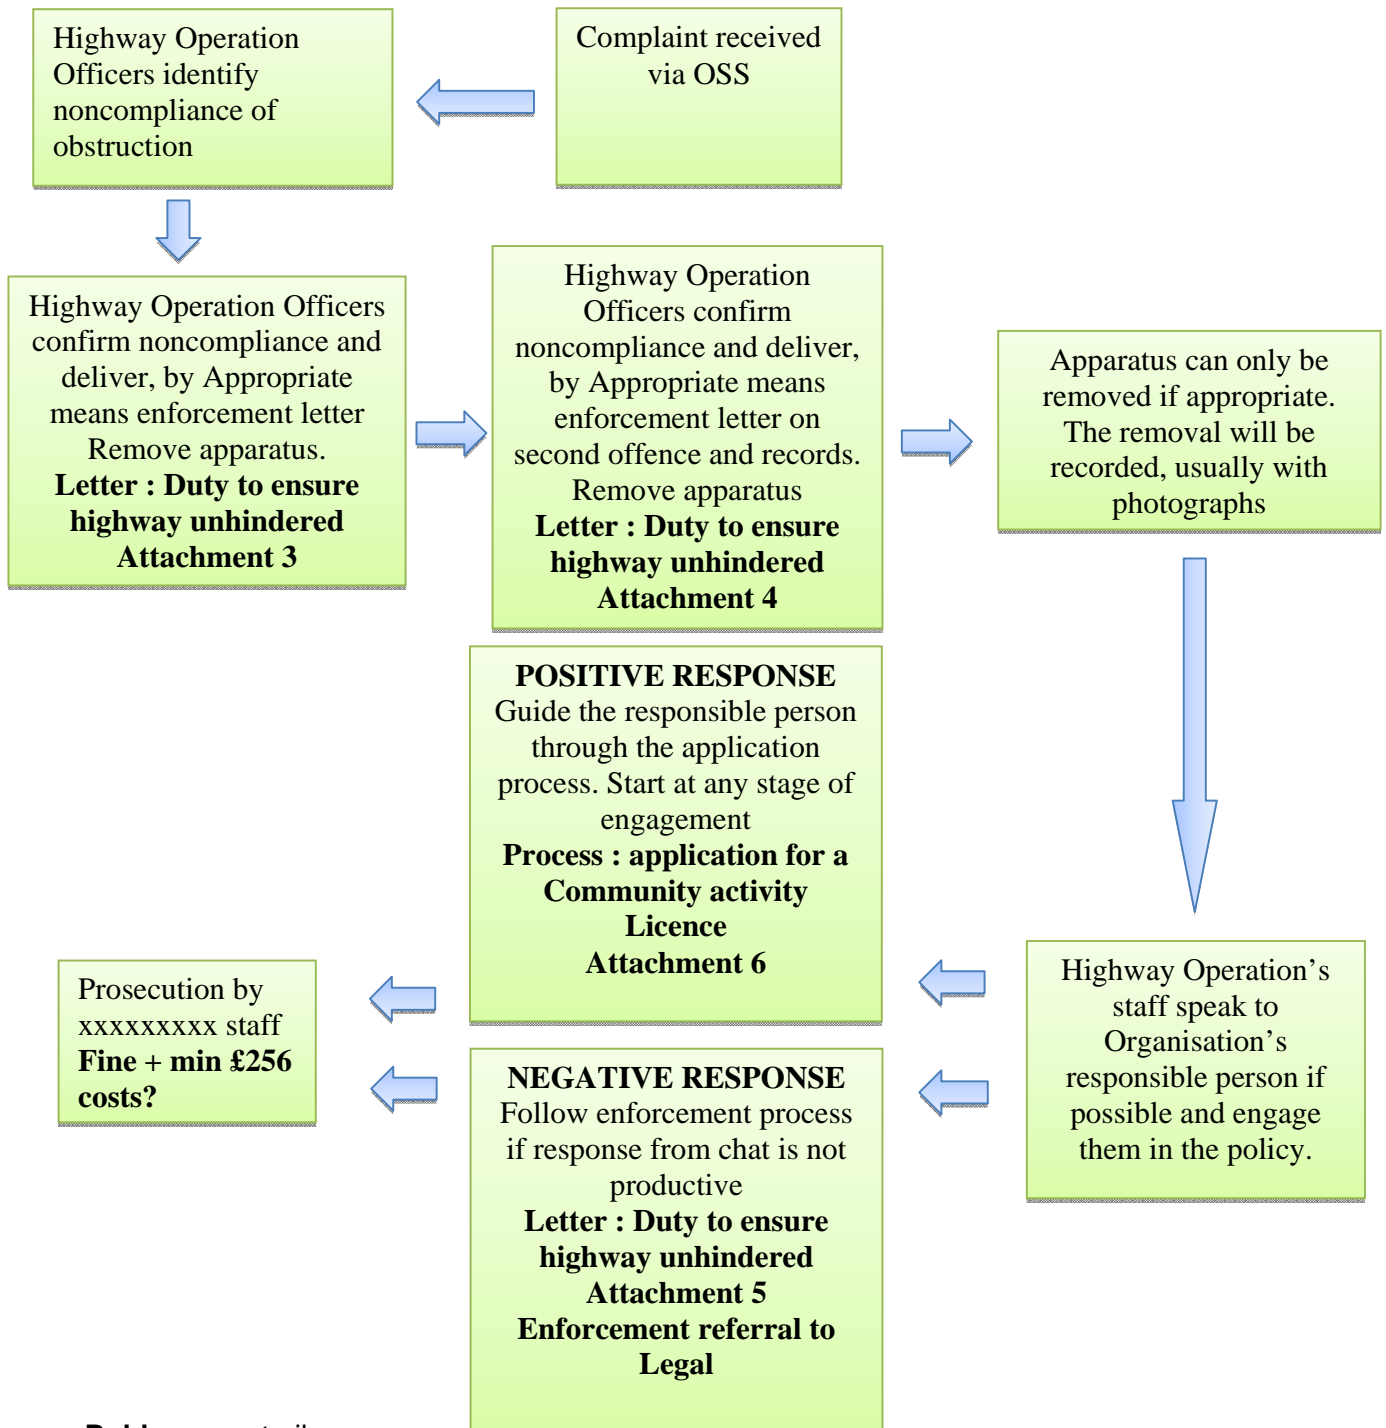 Complaint received
via OSS
Highway Operation
Officers identify
noncompliance of
obstruction
Highway Operation Officers
confirm noncompliance and
deliver, by Appropriate
means enforcement letter
Remove apparatus.
Letter : Duty to ensure
highway unhindered
Attachment 3
Highway Operation
Officers confirm
noncompliance and deliver,
by Appropriate means
enforcement letter on
second offence and records.
Remove apparatus
Letter : Duty to ensure
highway unhindered
Attachment 4
Apparatus can only be
removed if appropriate.
The removal will be
recorded, usually with
photographs
Highway Operation’s
staff speak to
Organisation’s
responsible person if
possible and engage
them in the policy.
POSITIVE RESPONSE
Guide the responsible person
through the application
process. Start at any stage of
engagement
Process : application for a
Community activity
Licence
Attachment 6
NEGATIVE RESPONSE
Follow enforcement process
if response from chat is not
productive
Letter : Duty to ensure
highway unhindered
Attachment 5
Enforcement referral to
Legal
Prosecution by
xxxxxxxxx staff
Fine + min £256
costs?